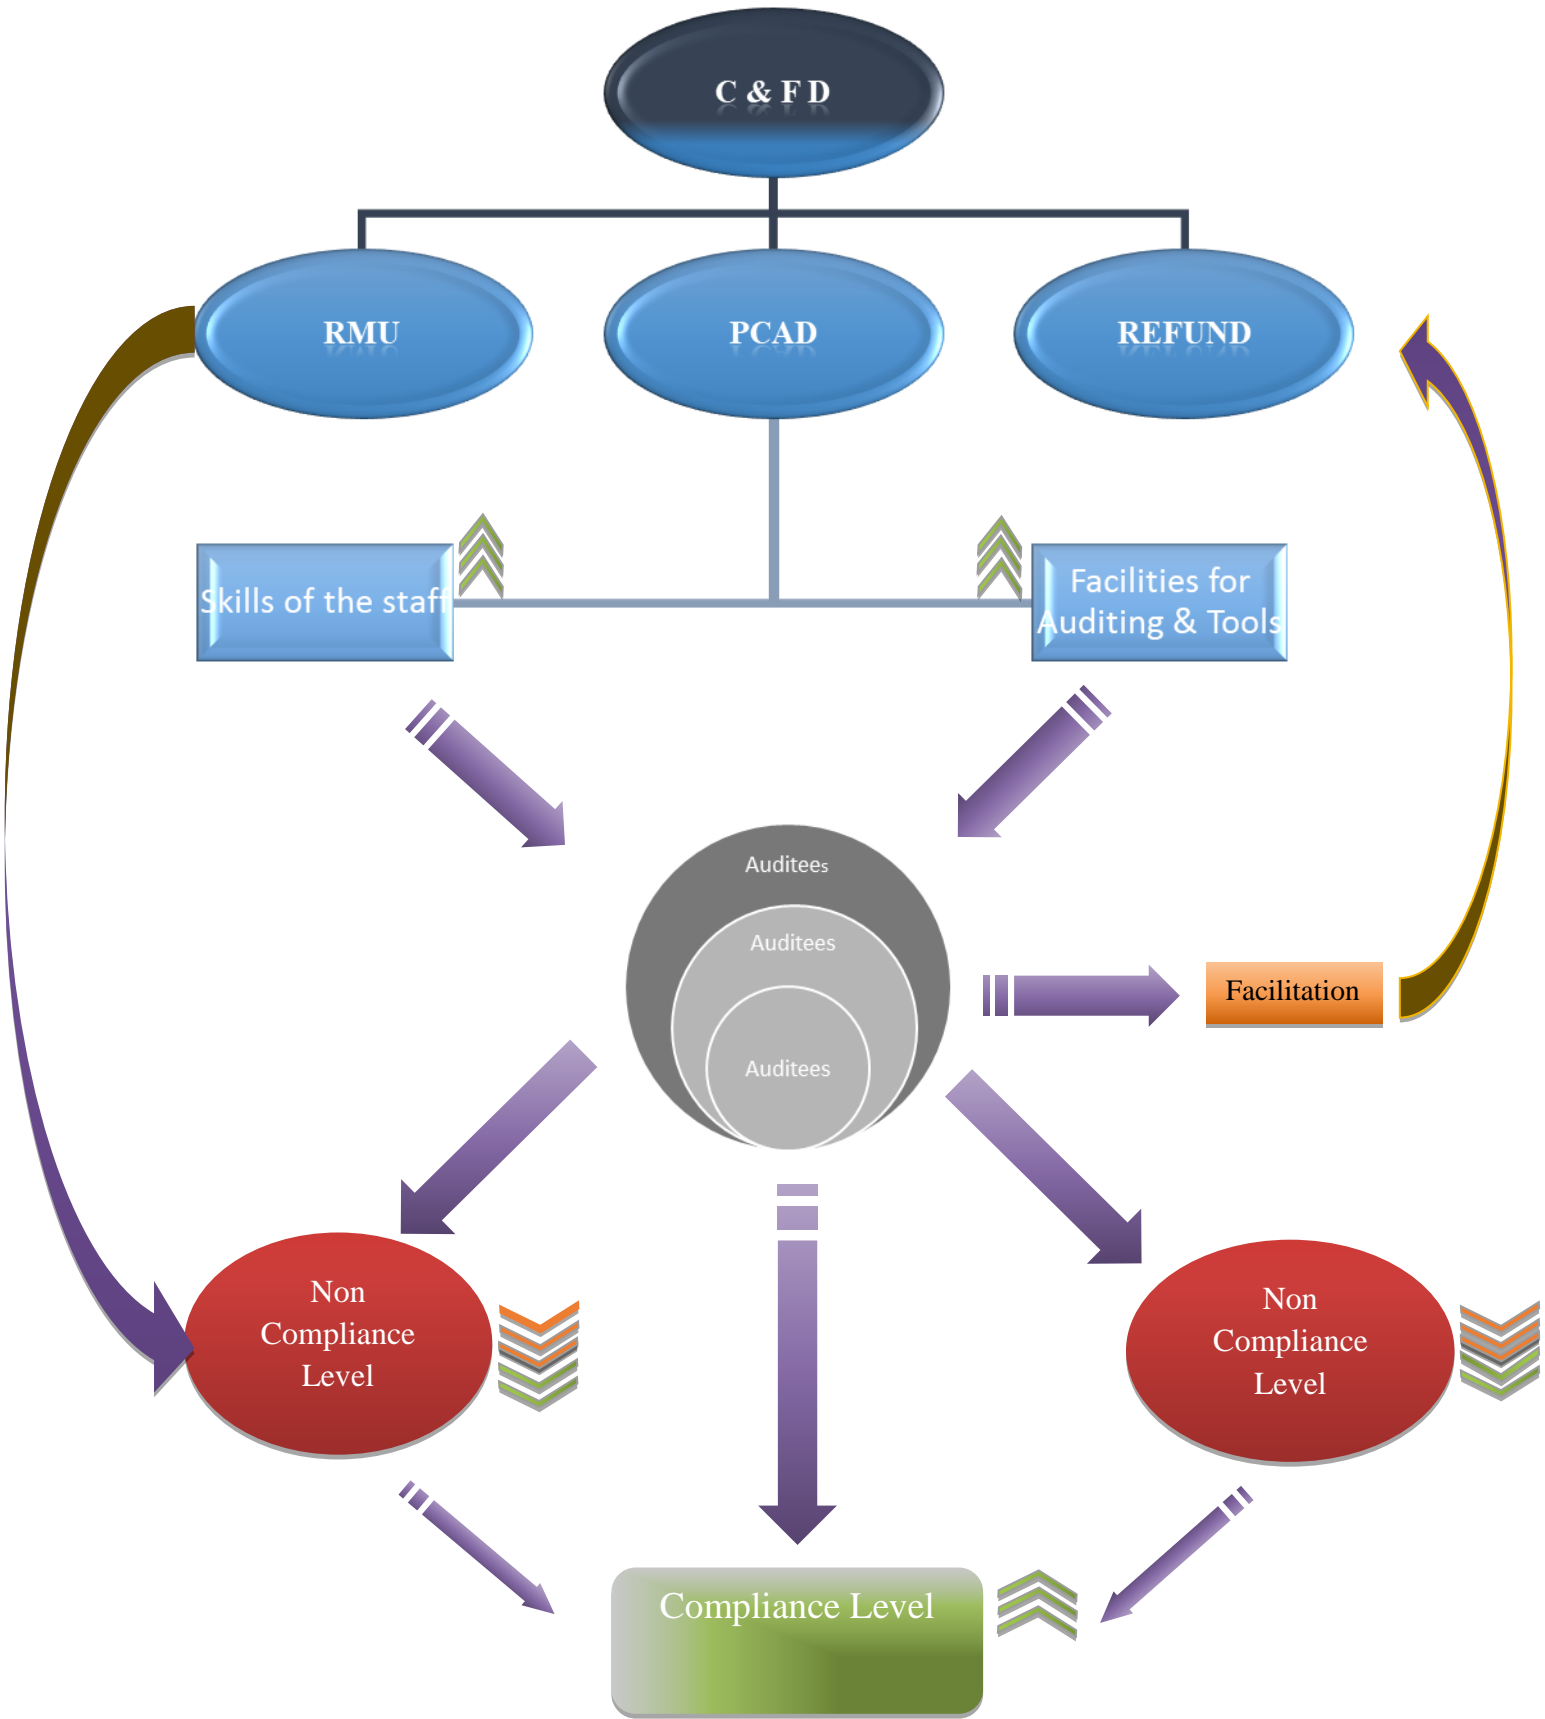 C & F D
RMU
PCAD
REFUND
Skills of the staff
Facilities for
Auditing & Tools
Auditees
Auditees
Auditees
Facilitation
Non
Compliance
Level
Non
Compliance
Level
Compliance Level